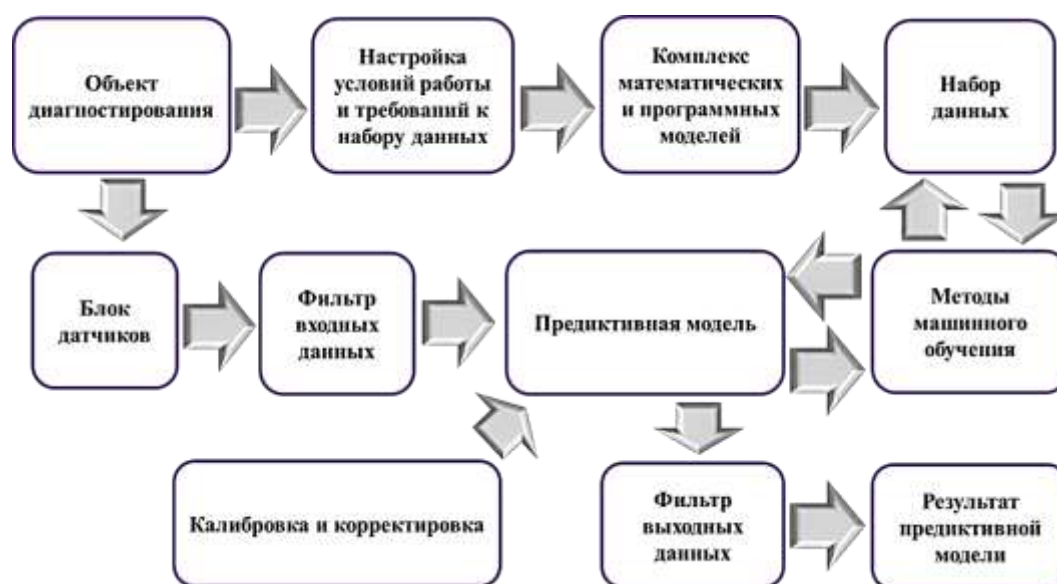 Объект
диагностирования
Настройка
условий работы
и требований к
набору данных
Комплекс
математических
и программных
моделей
Набор
данных
Блок
датчиков
Фильтр
входных
данных
Предиктивная модель
Методы
машинного
обучения
Калибровка и корректировка
Фильтр
выходных
данных
Результат
предиктивной
модели